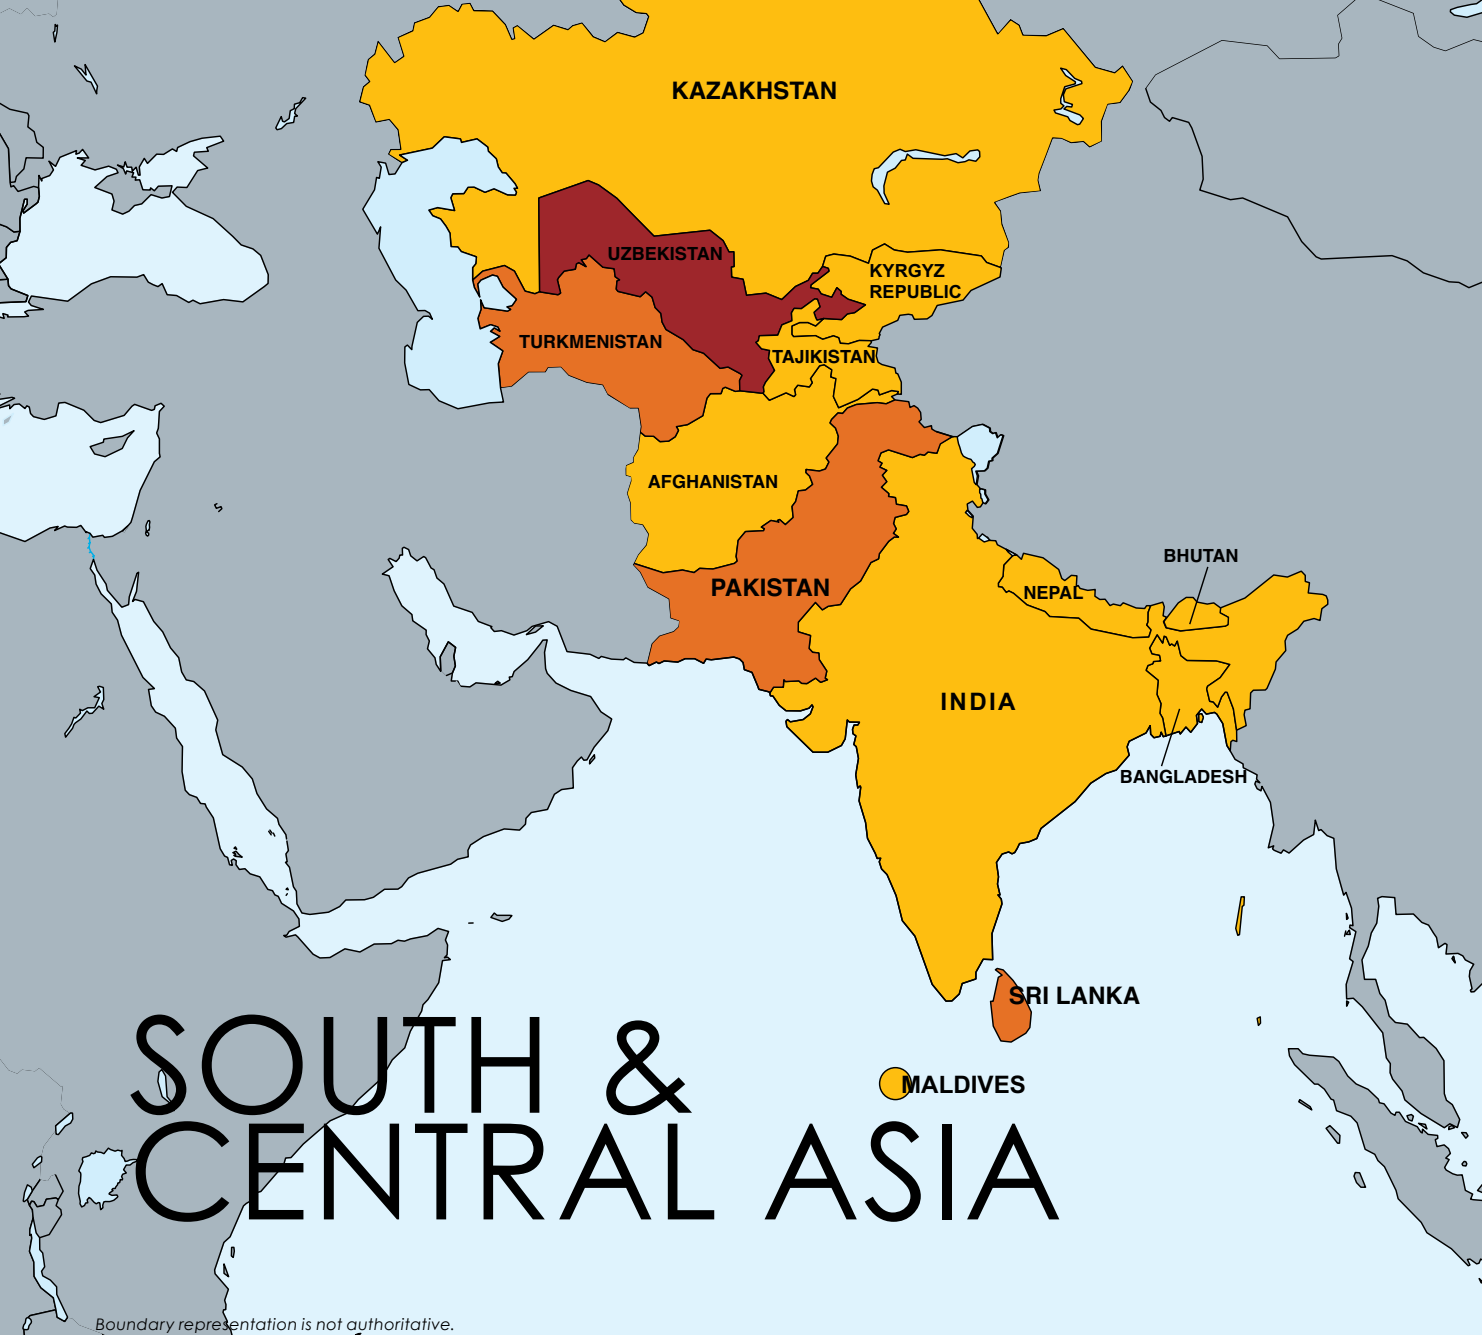 KAZAKHSTAN
UZBEKISTAN
KYRGYZ
REPUBLIC
TURKMENISTAN
TAJIKISTAN
AFGHANISTAN
PAKISTAN
BHUTAN
NEPAL
INDIA
BANGLADESH
SRI LANKA
MALDIVES
SOUTH &
CENTRAL ASIA
Boundary representation is not authoritative.